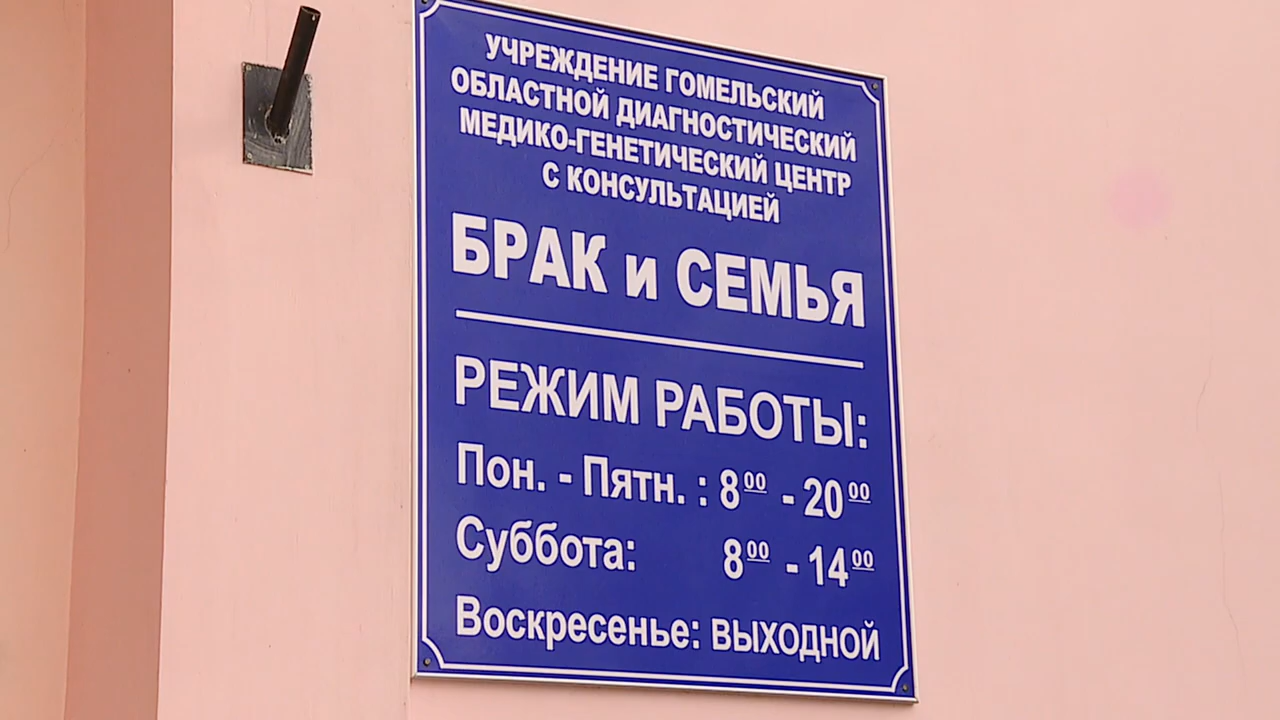 УЧРЕЖДЕНИЕ ГОМЕЛЬСКИЙ
ОБЛАСТНОЙ ДИАГНОСТИЧЕСКИЙ
МЕДИКО-ГЕНЕТИЧЕСКИЙ ЦЕНТР
С КОНСУЛЬТАЦИЕЙ
БРАК и СЕМЬЯ
РЕЖИМ РАБОТЫ:
Пон. - Пятн. : 8⁰⁰ - 20⁰⁰
Суббота: 8⁰⁰ - 14⁰⁰
Воскресенье: ВЫХОДНОЙ